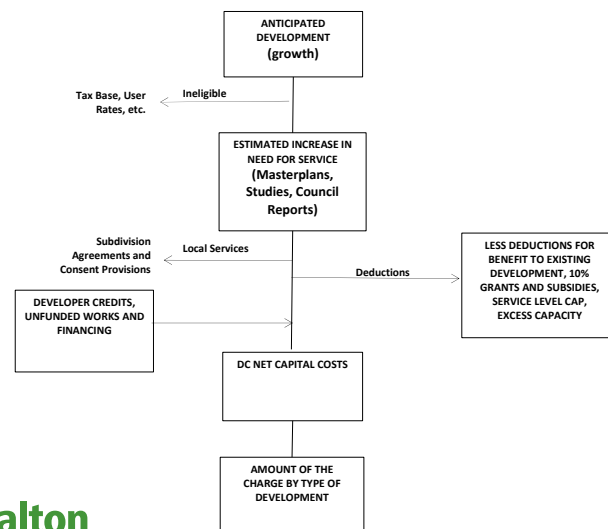 ANTICIPATED
DEVELOPMENT
(growth)
Ineligible
Tax Base, User
Rates, etc.
ESTIMATED INCREASE IN
NEED FOR SERVICE
(Masterplans,
Studies, Council
Reports)
Subdivision
Agreements and
Consent Provisions
Local Services
Deductions
LESS DEDUCTIONS FOR
BENEFIT TO EXISTING
DEVELOPMENT, 10%
GRANTS AND SUBSIDIES,
SERVICE LEVEL CAP,
EXCESS CAPACITY
DEVELOPER CREDITS,
UNFUNDED WORKS AND
FINANCING
DC NET CAPITAL COSTS
AMOUNT OF THE
CHARGE BY TYPE OF
DEVELOPMENT
alton